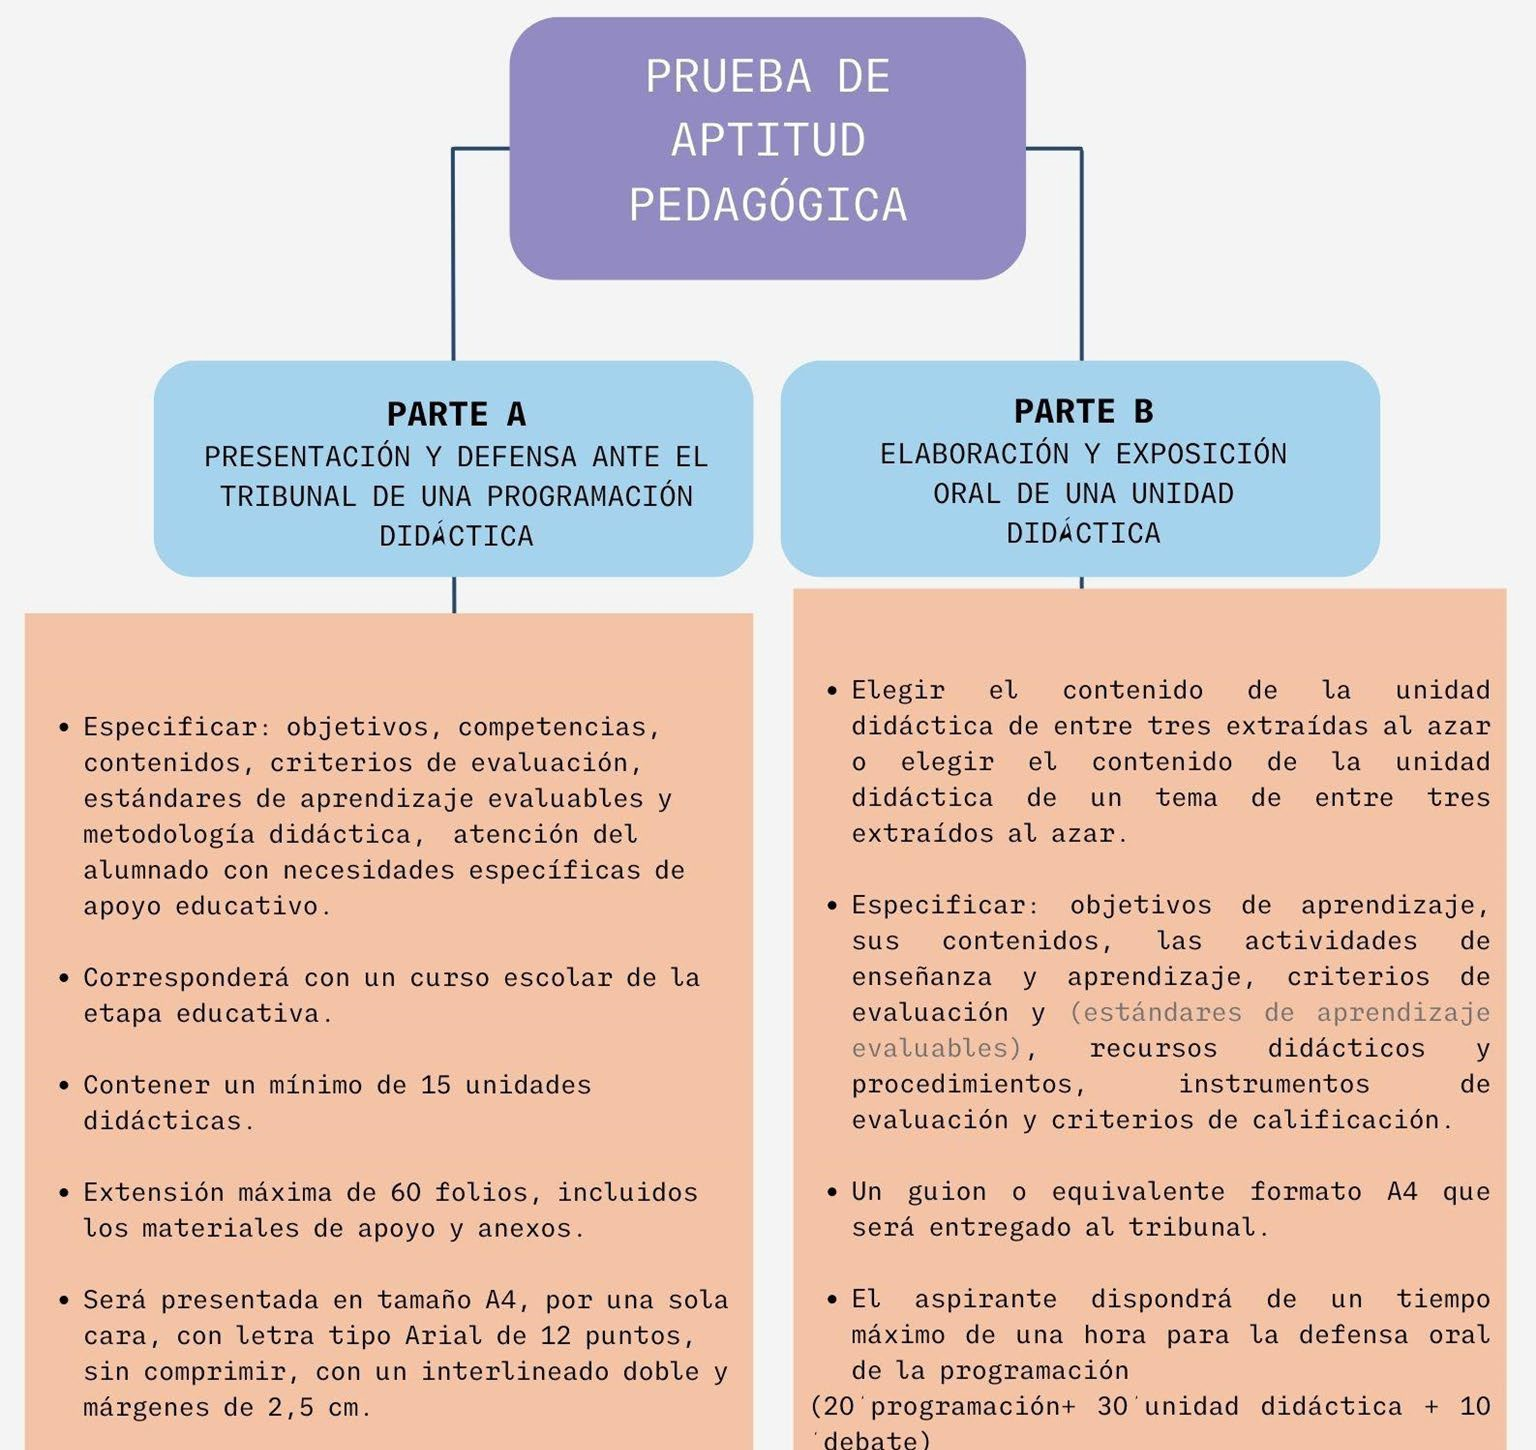 PRUEBA DE
APTITUD
PEDAGÓGICA
PARTE A
PRESENTACIÓN Y DEFENSA ANTE EL
TRIBUNAL DE UNA PROGRAMACIÓN
DIDÁCTICA
PARTE B
ELABORACIÓN Y EXPOSICIÓN
ORAL DE UNA UNIDAD
DIDÁCTICA
• Especificar: objetivos, competencias,
contenidos, criterios de evaluación,
estándares de aprendizaje evaluables y
metodología didáctica, atención del
alumnado con necesidades específicas de
apoyo educativo.
• Corresponderá con un curso escolar de la
etapa educativa.
• Contener un mínimo de 15 unidades
didácticas.
• Extensión máxima de 60 folios, incluidos
los materiales de apoyo y anexos.
• Será presentada en tamaño A4, por una sola
cara, con letra tipo Arial de 12 puntos,
sin comprimir, con un interlineado doble y
márgenes de 2,5 cm.
• Elegir el contenido de la unidad
didáctica de entre tres extraídas al azar
o elegir el contenido de la unidad
didáctica de un tema de entre tres
extraídos al azar.
• Especificar: objetivos de aprendizaje,
sus contenidos, las actividades de
enseñanza y aprendizaje, criterios de
evaluación y (estándares de aprendizaje
evaluables), recursos didácticos y
procedimientos, instrumentos de
evaluación y criterios de calificación.
• Un guion o equivalente formato A4 que
será entregado al tribunal.
• El aspirante dispondrá de un tiempo
máximo de una hora para la defensa oral
de la programación
(20´programación+ 30´unidad didáctica + 10
´debate)